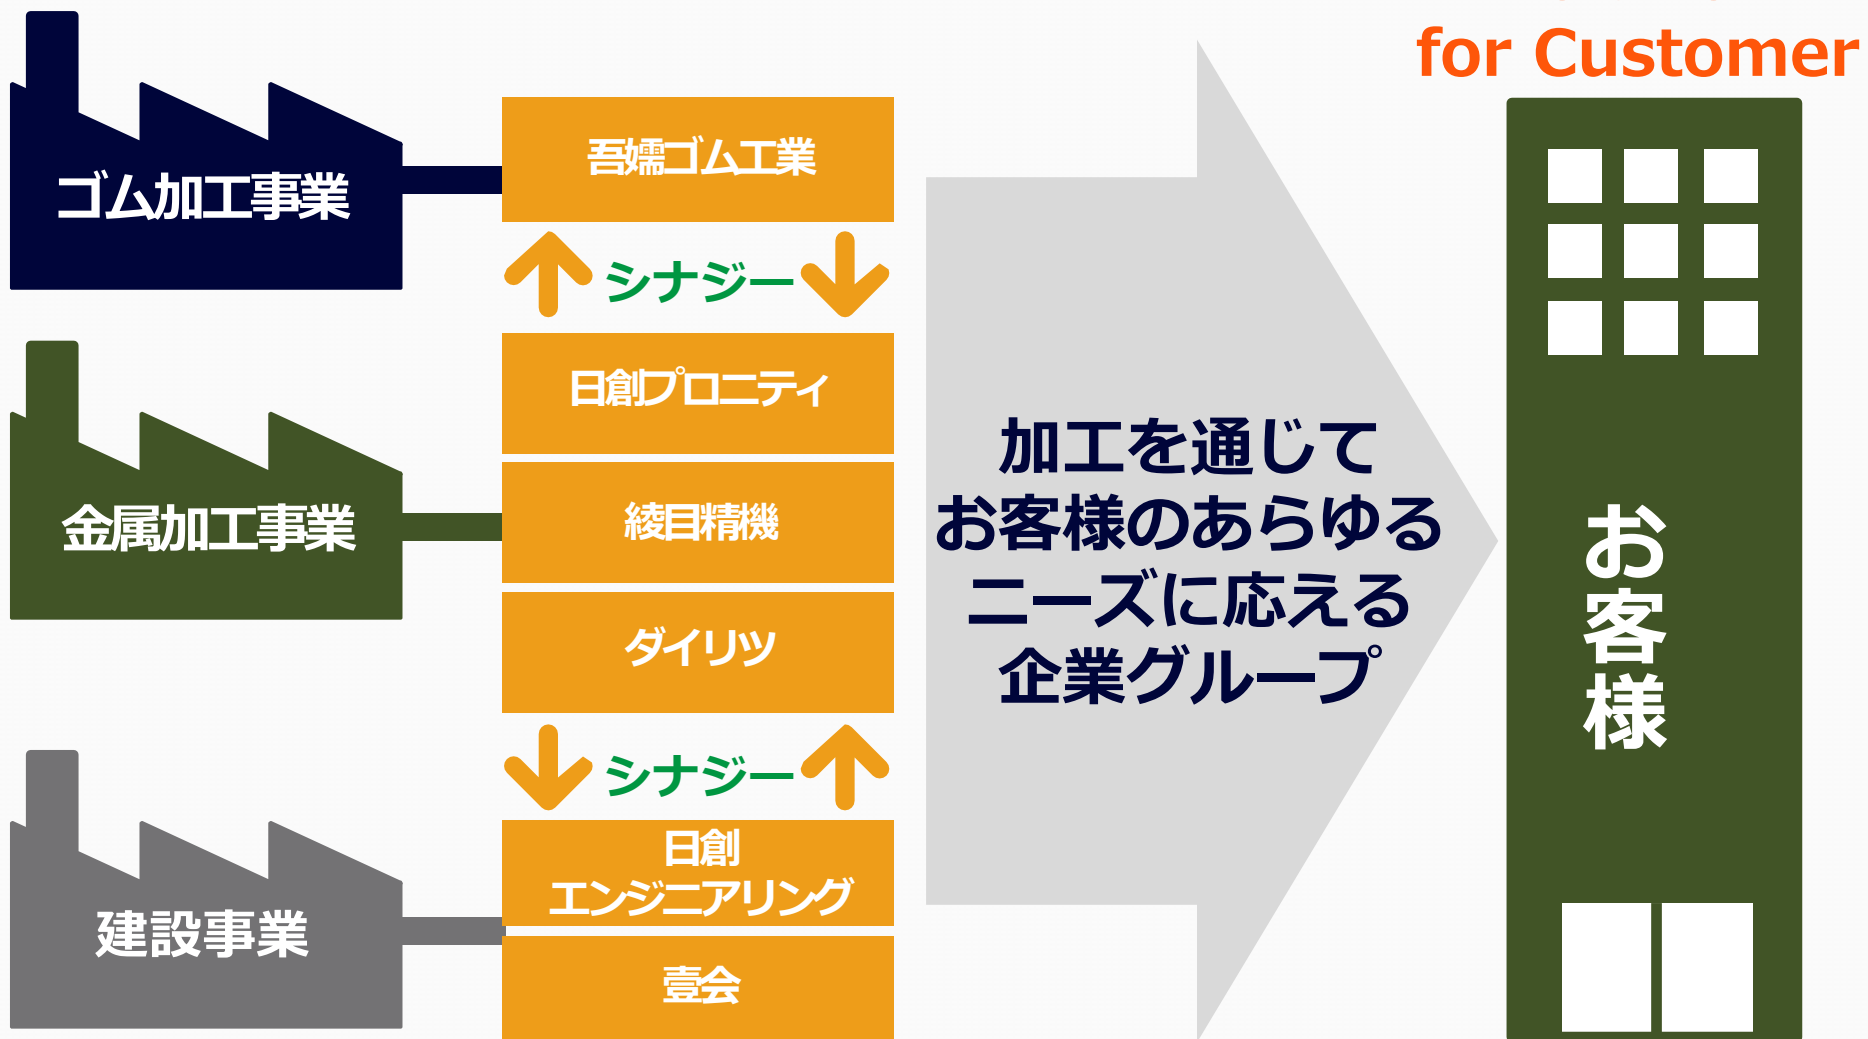 for Customer
ゴム加工事業
吾嬬ゴム工業
シナジー
金属加工事業
日創プロニティ
綾目精機
ダイリツ
シナジー
建設事業
日創
エンジニアリング
壹会
加工を通じて
お客様のあらゆる
ニーズに応える
企業グループ
お客様